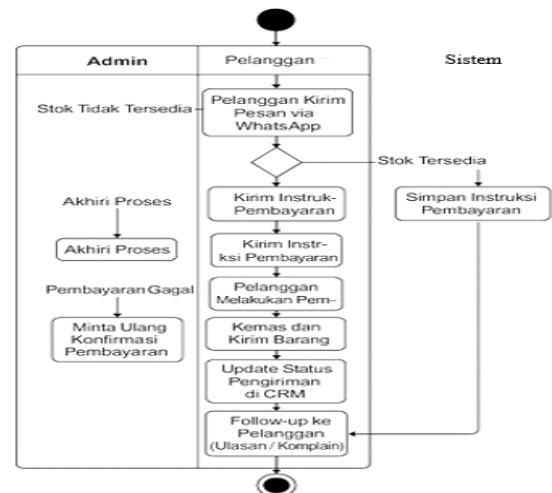 Admin
Pelanggan
Sistem
Stok Tidak Tersedia
Pelanggan Kirim
Pesan via
WhatsApp
Stok Tersedia
Akhiri Proses
Kirim Instruk-
Pembayaran
Simpan Instruksi
Pembayaran
Akhiri Proses
Kirim Instr-
ksi Pembayaran
Pembayaran Gagal
Pelanggan
Melakukan Pem-
Minta Ulang
Konfirmasi
Pembayaran
Kemas dan
Kirim Barang
Update Status
Pengiriman
di CRM
Follow-up ke
Pelanggan
(Ulasan / Komplain)